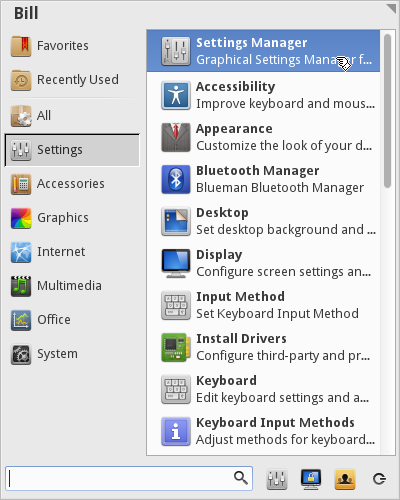 Bill
Favorites
Recently Used
All
Settings
Accessories
Graphics
Internet
Multimedia
Office
System
Settings Manager
Graphical Settings Manager f...
Accessibility
Improve keyboard and mous...
Appearance
Customize the look of your d...
Bluetooth Manager
Blueman Bluetooth Manager
Desktop
Set desktop background and ...
Display
Configure screen settings an...
Input Method
Set Keyboard Input Method
Install Drivers
Configure third-party and pr...
Keyboard
Edit keyboard settings and a...
Keyboard Input Methods
Adjust methods for keyboard...